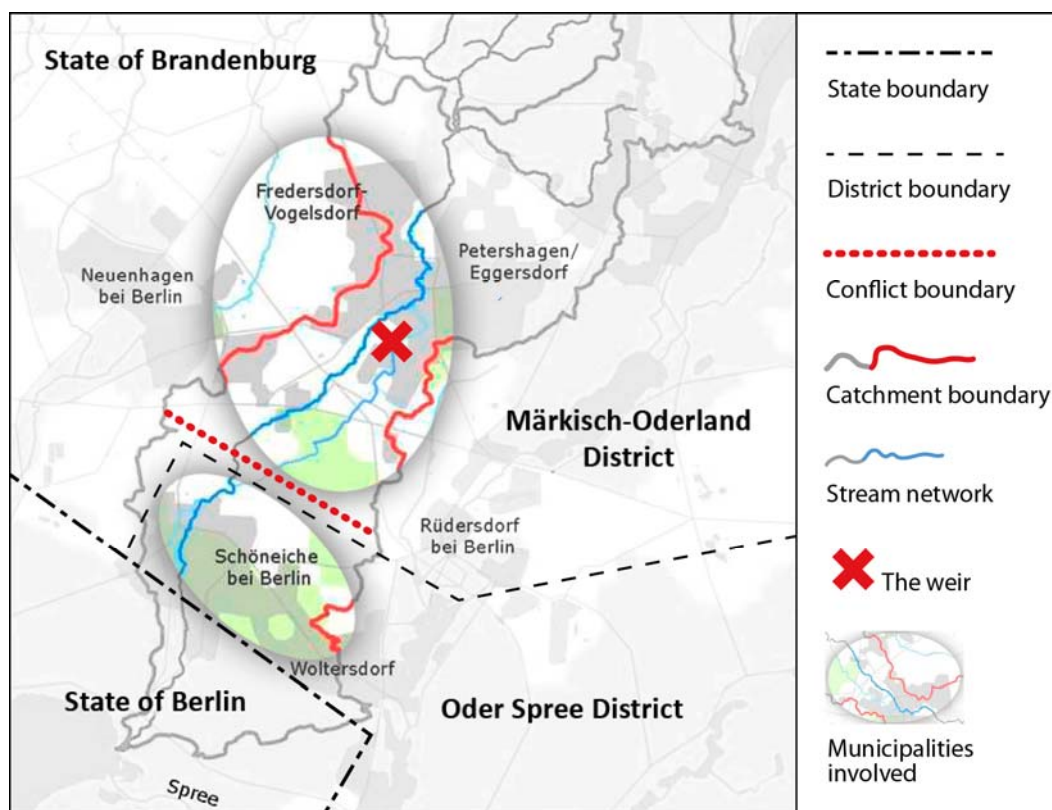 State of Brandenburg
Fredersdorf-
Vogelsdorf
Petershagen/
Eggersdorf
Neuenhagen
bei Berlin
Märkisch-Oderland
District
Rüdersdorf
bei Berlin
Schöneiche
bei Berlin
Woltersdorf
State of Berlin
Oder Spree District
Spree
State boundary
District boundary
Conflict boundary
Catchment boundary
Stream network
The weir
Municipalities
involved